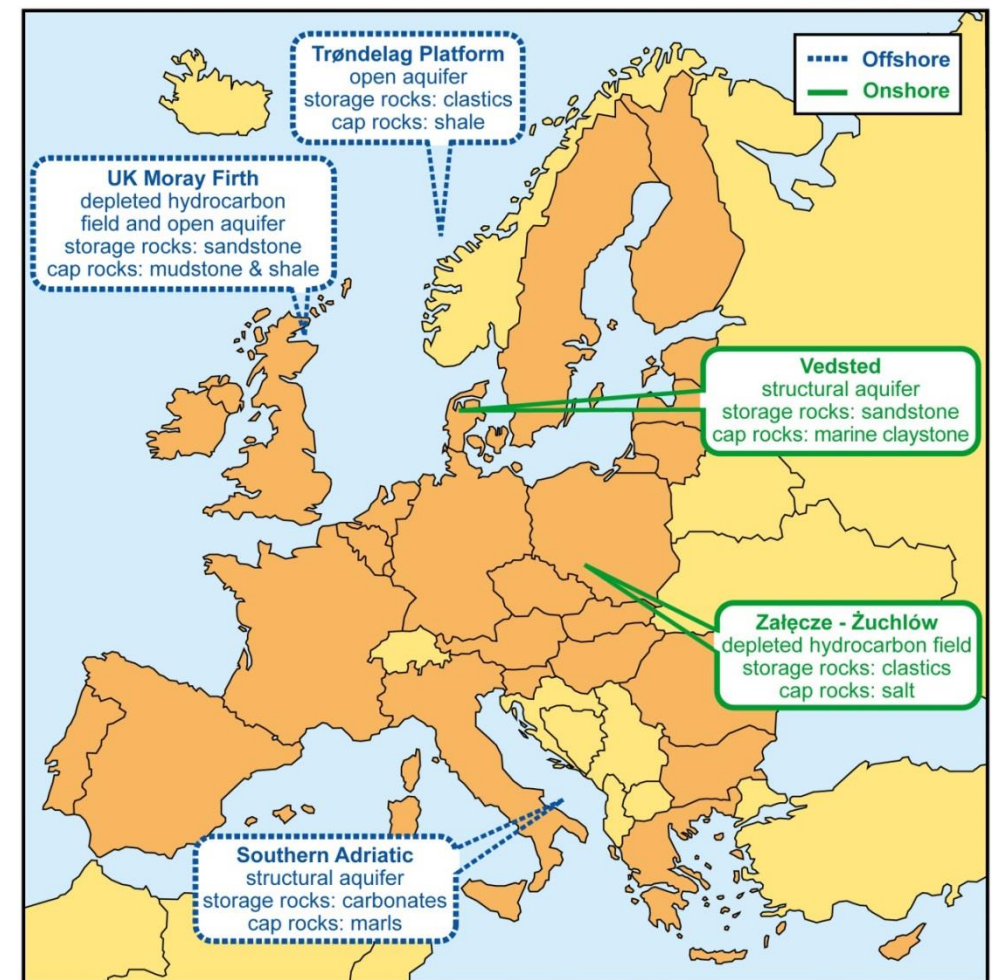 Trøndelag Platform
open aquifer
storage rocks: clastics
cap rocks: shale
Offshore
Onshore
UK Moray Firth
depleted hydrocarbon
field and open aquifer
storage rocks: sandstone
cap rocks: mudstone & shale
Vedsted
structural aquifer
storage rocks: sandstone
cap rocks: marine claystone
Załęcze - Żuchlów
depleted hydrocarbon field
storage rocks: clastics
cap rocks: salt
Southern Adriatic
structural aquifer
storage rocks: carbonates
cap rocks: marls